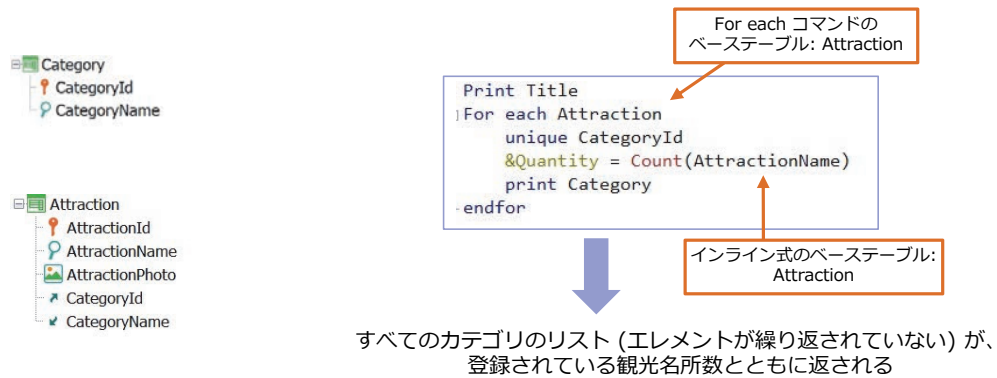 Category
CategoryId
CategoryName
Attraction
AttractionId
AttractionName
AttractionPhoto
CategoryId
CategoryName
For each コマンドの
ベーステーブル: Attraction
Print Title
For each Attraction
unique CategoryId
&Quantity = Count(AttractionName)
print Category
endfor
インライン式のベーステーブル:
Attraction
すべてのカテゴリのリスト (エレメントが繰り返されていない) が、
登録されている観光名所数とともに返される